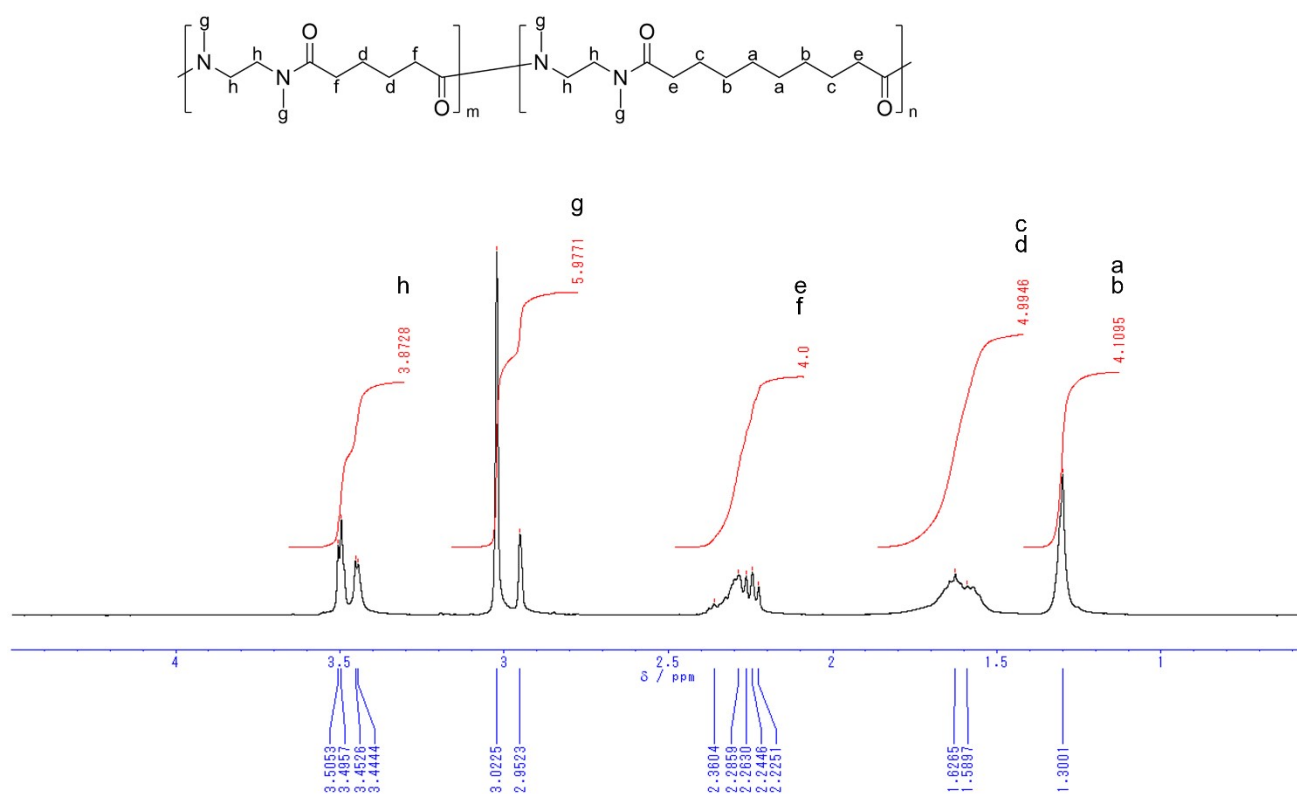 g O d f g O c a b e
N h N f d O m N h N e b a c O n
h g h g
g
c
d
a
b
h
e
f
3.8728
5.9771
4.0
4.9946
4.1095
4 3.5 3 2.5 2 1.5 1
δ / ppm
3.5053
3.4957
3.4526
3.4444
3.0225
2.9523
2.3604
2.2859
2.2630
2.2446
2.2251
1.6265
1.5897
1.3001